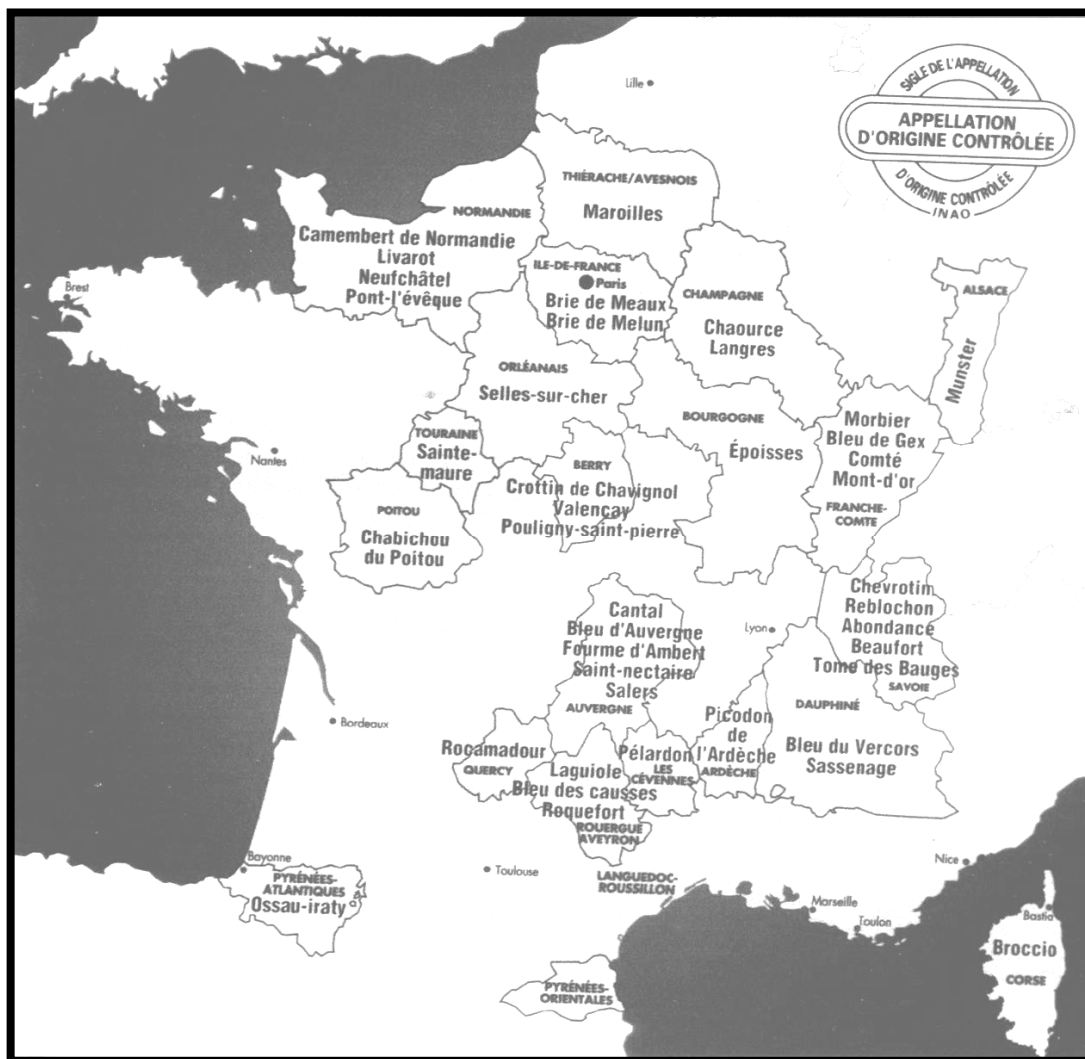 SIGLE DE L'APPELLATION
APPELLATION
D'ORIGINE CONTRÔLÉE
D'ORIGINE CONTRÔLÉE
INAO
Lille
THIÉRACHE/AVESNOIS
Maroilles
NORMANDIE
Camembert de Normandie
Livarot
Neufchâtel
Pont-l'évêque
ILE-DE-FRANCE
Paris
Brie de Meaux
Brie de Melun
CHAMPAGNE
Chaource
Langres
ALSACE
Munster
Brest
ORLÉANAIS
Selles-sur-cher
BOURGOGNE
Époisses
Morbier
Bleu de Gex
Comté
Mont-d'or
FRANCHE-
COMTE
Nantes
TOURAINE
Sainte-
maure
BERRY
Crottin de Chavignol
Valençay
Pouligny-saint-pierre
POITOU
Chabichou
du Poitou
Cantal
Bleu d'Auvergne
Fourme d'Ambert
Saint-nectaire
Salers
AUVERGNE
Lyon
Chevrotin
Reblochon
Abondance
Beaufort
Tome des Bauges
SAVOIE
DAUPHINÉ
Bleu du Vercors
Sassenage
Bordeaux
Rocamadour
QUERCY
Laguiole
Bleu des causses
Roquefort
ROUERGUE
AVEYRON
Pélardon
LES
CÉVENNES
Picodon
de
l'Ardèche
ARDÈCHE
Bayonne
PYRÉNÉES-
ATLANTIQUES
Ossau-iraty
Toulouse
LANGUEDOC-
ROUSSILLON
Marseille
Toulon
Nice
Bastia
Broccio
CORSE
PYRÉNÉES-
ORIENTALES